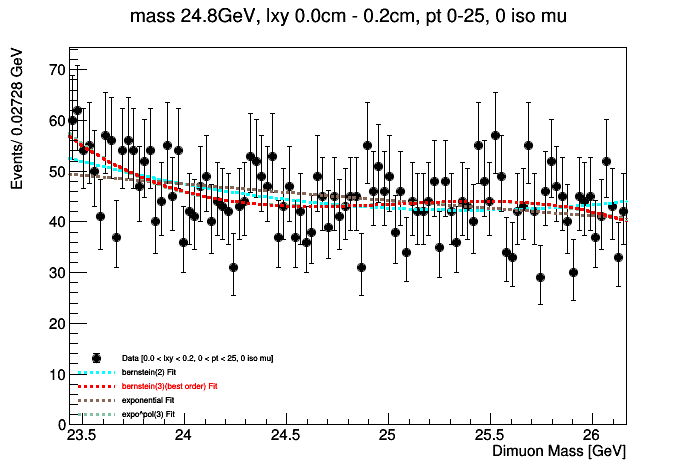 mass 24.8GeV, lxy 0.0cm - 0.2cm, pt 0-25, 0 iso mu
Events/ 0.02728 GeV
70
60
50
40
30
20
10
0
Data [0.0 < lxy < 0.2, 0 < pt < 25, 0 iso mu]
bernstein(2) Fit
bernstein(3)(best order) Fit
exponential Fit
expo*pol(3) Fit
23.5 24 24.5 25 25.5 26
Dimuon Mass [GeV]